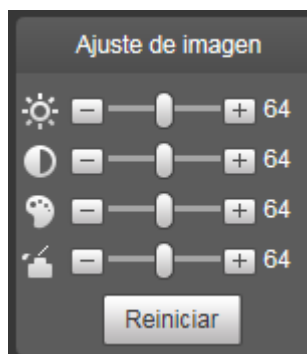 Ajuste de imagen
- + 64
- + 64
- + 64
- + 64
Reiniciar